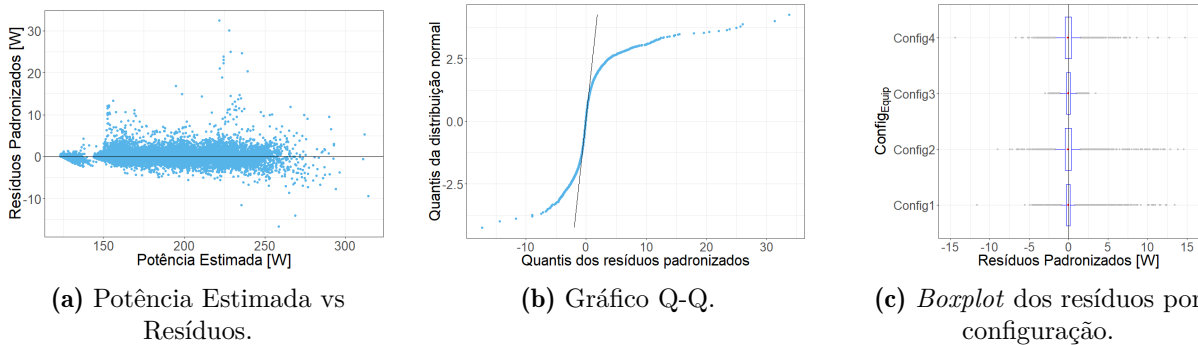 Resíduos Padronizados [W]
30
20
10
0
-10
150
200
250
300
Potência Estimada [W]
(a) Potência Estimada vs
Resíduos.
Quantis da distribuição normal
2.5
0.0
-2.5
-10
0
10
20
30
Quantis dos resíduos padronizados
(b) Gráfico Q-Q.
Config_Equip
Config4
Config3
Config2
Config1
-15
-10
-5
0
5
10
15
Resíduos Padronizados [W]
(c) Boxplot dos resíduos por
configuração.